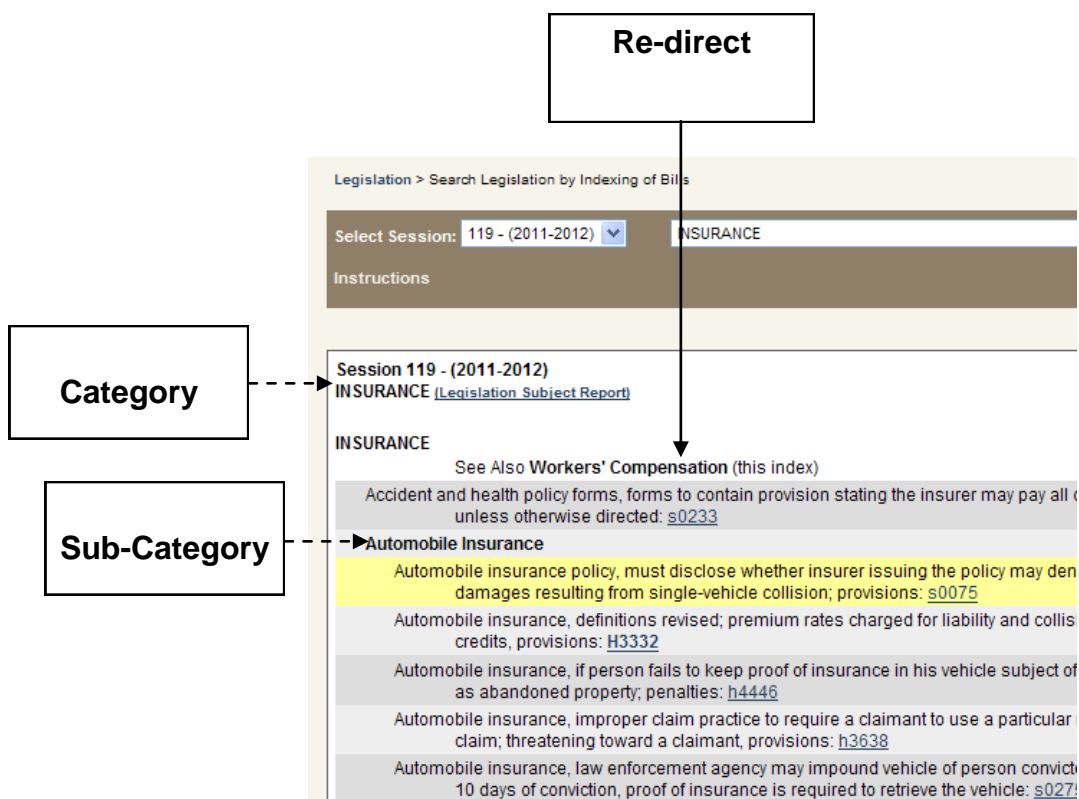 Re-direct
Legislation > Search Legislation by Indexing of Bills
Select Session: 119 - (2011-2012) INSURANCE
Instructions
Category
Session 119 - (2011-2012)
INSURANCE (Legislation Subject Report)
INSURANCE
See Also Workers' Compensation (this index)
Accident and health policy forms, forms to contain provision stating the insurer may pay all
unless otherwise directed: s0233
Sub-Category
Automobile Insurance
Automobile insurance policy, must disclose whether insurer issuing the policy may den
damages resulting from single-vehicle collision; provisions: s0075
Automobile insurance, definitions revised; premium rates charged for liability and collis
credits, provisions: H3332
Automobile insurance, if person fails to keep proof of insurance in his vehicle subject of
as abandoned property; penalties: h4446
Automobile insurance, improper claim practice to require a claimant to use a particular
claim; threatening toward a claimant, provisions: h3638
Automobile insurance, law enforcement agency may impound vehicle of person convict
10 days of conviction, proof of insurance is required to retrieve the vehicle: s0275